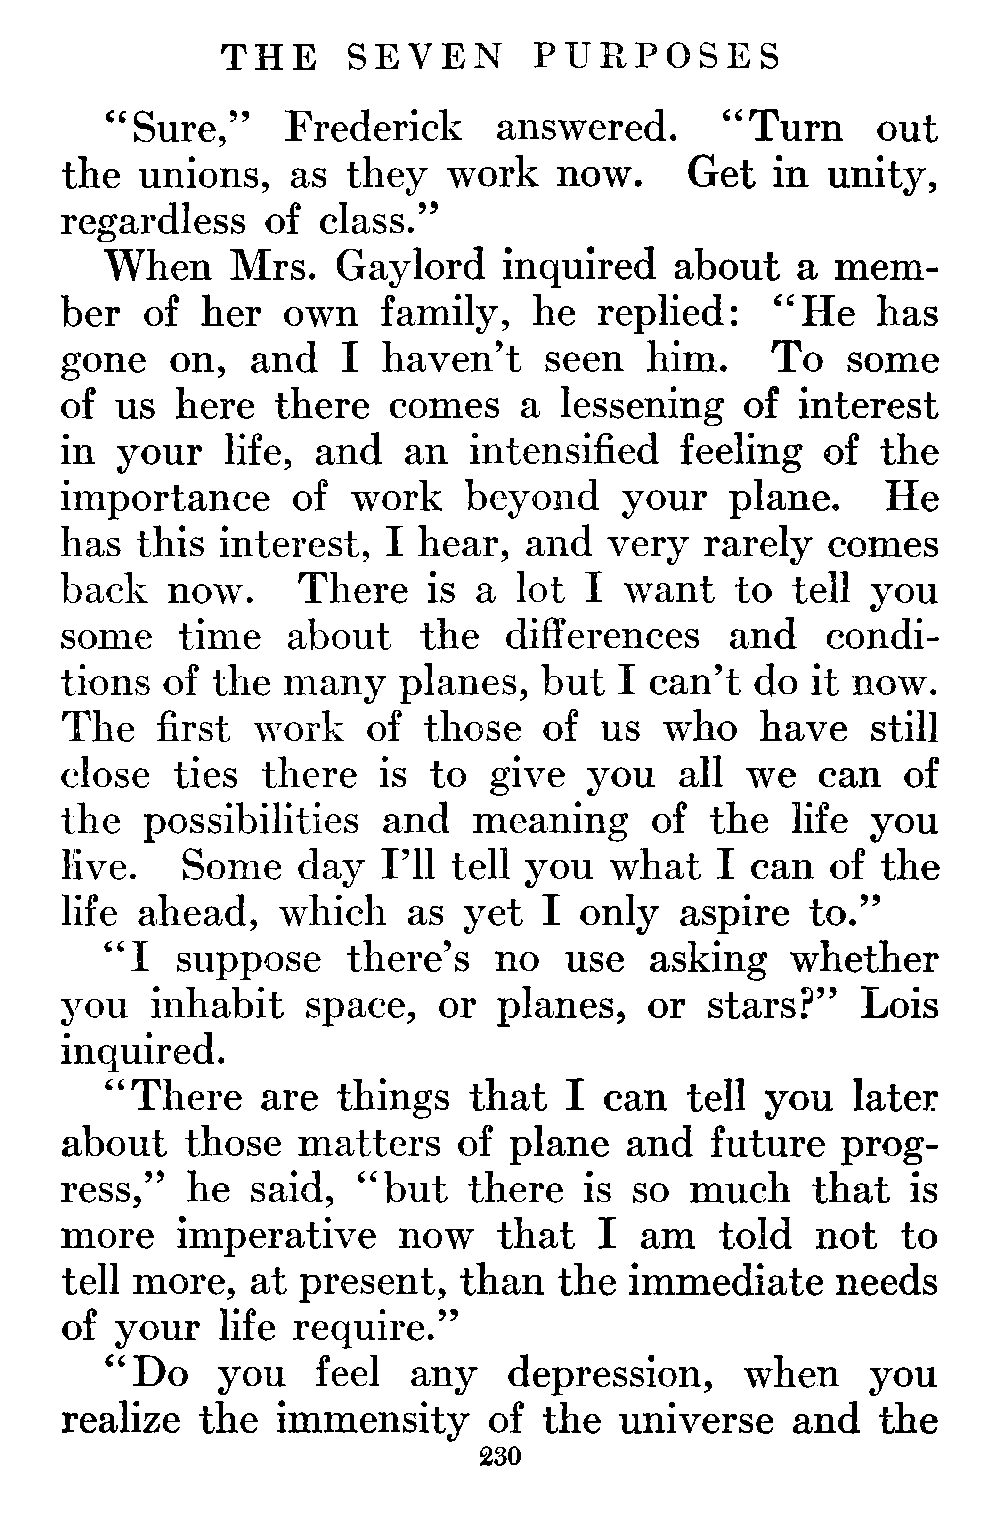 THE SEVEN PURPOSES
“Sure,” Frederick answered. “Turn out
the unions, as they work now. Get in unity,
regardless of class.”
When Mrs. Gaylord inquired about a mem-
ber of her own family, he replied: “He has
gone on, and I haven’t seen him. To some
of us here there comes a lessening of interest
in your life, and an intensified feeling of the
importance of work beyond your plane. He
has this interest, I hear, and very rarely comes
back now. There is a lot I want to tell you
some time about the differences and condi-
tions of the many planes, but I can’t do it now.
The first work of those of us who have still
close ties there is to give you all we can of
the possibilities and meaning of the life you
live. Some day I’ll tell you what I can of the
life ahead, which as yet I only aspire to.”
“I suppose there’s no use asking whether
you inhabit space, or planes, or stars?” Lois
inquired.
“There are things that I can tell you later
about those matters of plane and future prog-
ress,” he said, “but there is so much that is
more imperative now that I am told not to
tell more, at present, than the immediate needs
of your life require.”
“Do you feel any depression, when you
realize the immensity of the universe and the
230